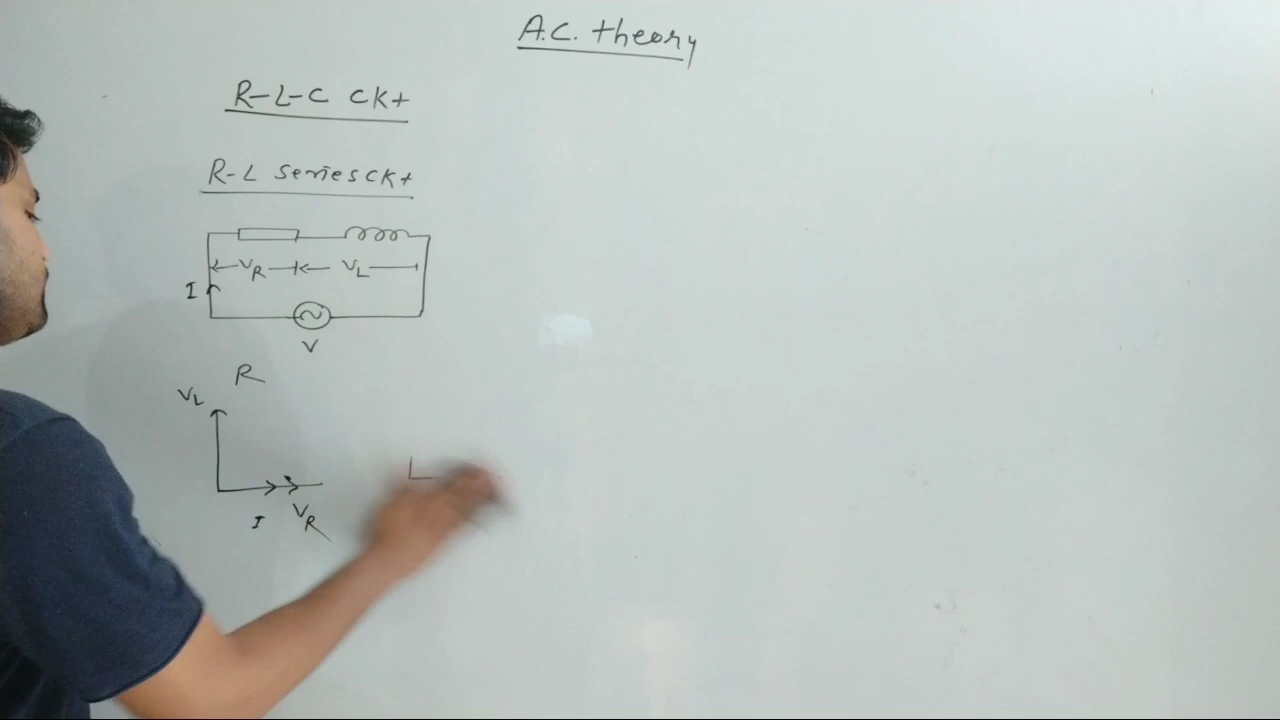 A.C. theory
R-L-C CKt
R-L series CKt
VR VL
I
V
R
VL
I VR
L